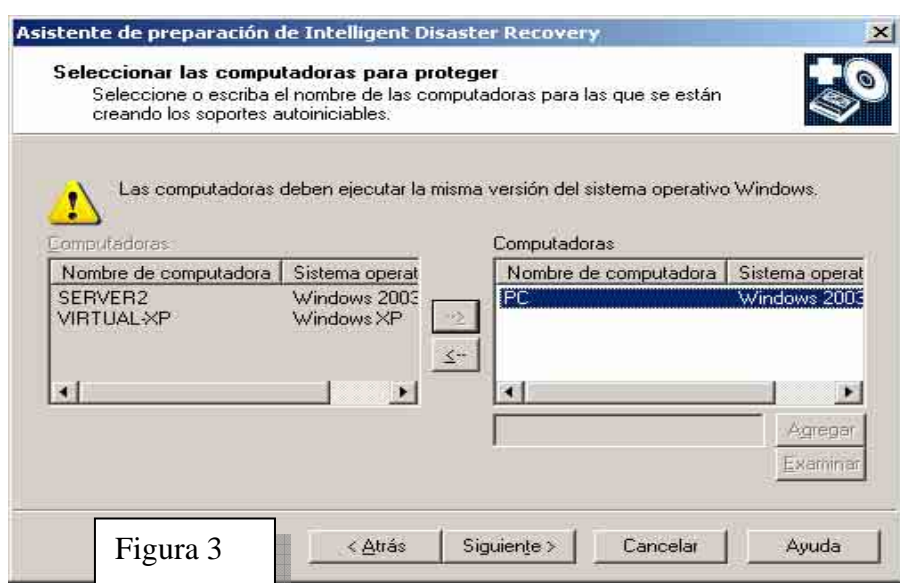 Asistente de preparación de Intelligent Disaster Recovery
Seleccionar las computadoras para proteger
Seleccione o escriba el nombre de las computadoras para las que se están
creando los soportes autoiniciables.
Las computadoras deben ejecutar la misma versión del sistema operativo Windows.
Computadoras:
Nombre de computadora Sistema operat
SERVER2 Windows 2003
VIRTUAL-XP Windows XP
-->
<--
Computadoras
Nombre de computadora Sistema operat
PC Windows 2003
Agregar
Examinar
Figura 3
< Atrás Siguiente > Cancelar Ayuda